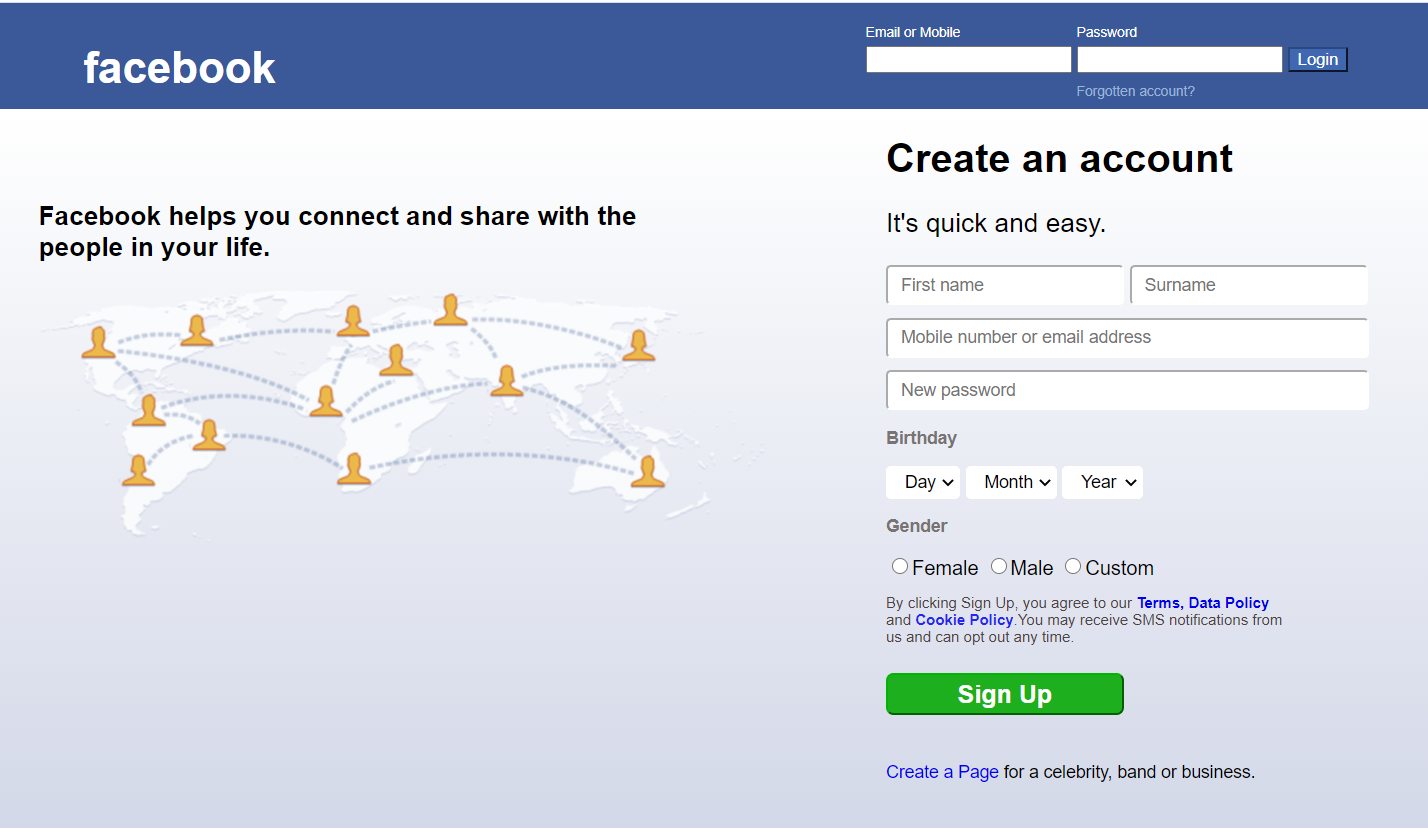 facebook
Email or Mobile
Password
Login
Forgotten account?
Facebook helps you connect and share with the
people in your life.
Create an account
It's quick and easy.
First name
Surname
Mobile number or email address
New password
Birthday
Day
Month
Year
Gender
Female
Male
Custom
By clicking Sign Up, you agree to our Terms, Data Policy
and Cookie Policy.You may receive SMS notifications from
us and can opt out any time.
Sign Up
Create a Page for a celebrity, band or business.